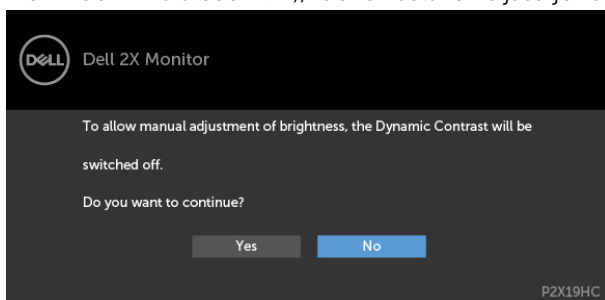 DELL
Dell 2X Monitor
To allow manual adjustment of brightness, the Dynamic Contrast will be
switched off.
Do you want to continue?
Yes No
P2X19HC